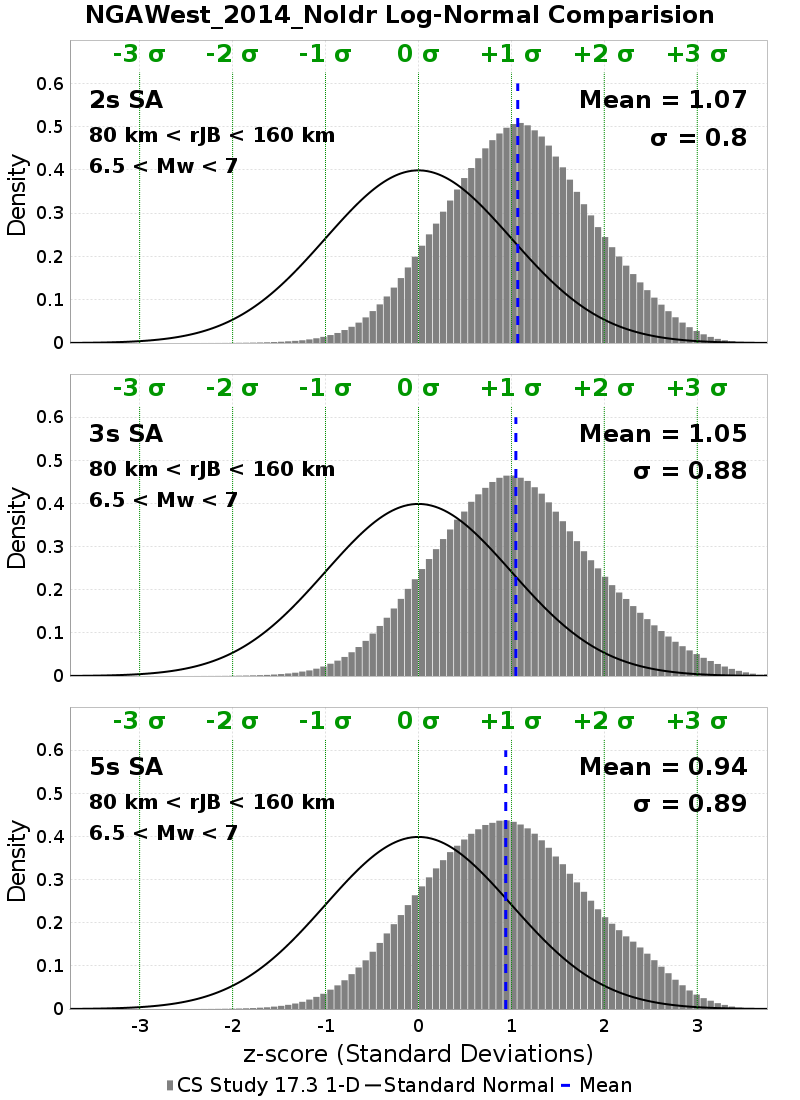 NGAWest_2014_NoIdr Log-Normal Comparision
-3 σ -2 σ -1 σ 0 σ +1 σ +2 σ +3 σ
0.6
2s SA Mean = 1.07
0.5
80 km < rJB < 160 km σ = 0.8
6.5 < Mw < 7
0.4
0.3
0.2
0.1
0
Density
-3 σ -2 σ -1 σ 0 σ +1 σ +2 σ +3 σ
0.6
3s SA Mean = 1.05
0.5
80 km < rJB < 160 km σ = 0.88
6.5 < Mw < 7
0.4
0.3
0.2
0.1
0
Density
-3 σ -2 σ -1 σ 0 σ +1 σ +2 σ +3 σ
0.6
5s SA Mean = 0.94
0.5
80 km < rJB < 160 km σ = 0.89
6.5 < Mw < 7
0.4
0.3
0.2
0.1
0
Density
-3 -2 -1 0 1 2 3
z-score (Standard Deviations)
CS Study 17.3 1-D Standard Normal Mean